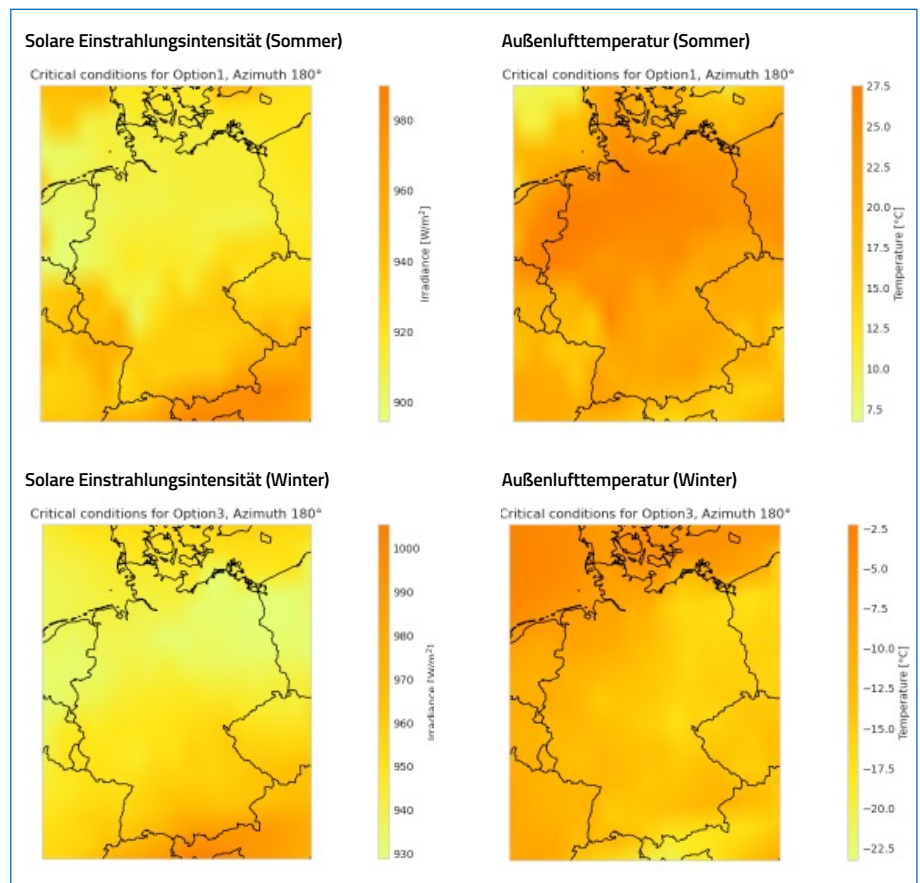 Solare Einstrahlungsintensität (Sommer)
Critical conditions for Option1, Azimuth 180°
980
960
940
920
900
Irradiance [W/m²]
Außenlufttemperatur (Sommer)
Critical conditions for Option1, Azimuth 180°
27.5
25.0
22.5
20.0
17.5
15.0
12.5
10.0
7.5
Temperature [°C]
Solare Einstrahlungsintensität (Winter)
Critical conditions for Option3, Azimuth 180°
1000
990
980
970
960
950
940
930
Irradiance [W/m²]
Außenlufttemperatur (Winter)
Critical conditions for Option3, Azimuth 180°
−2.5
−5.0
−7.5
−10.0
−12.5
−15.0
−17.5
−20.0
−22.5
Temperature [°C]